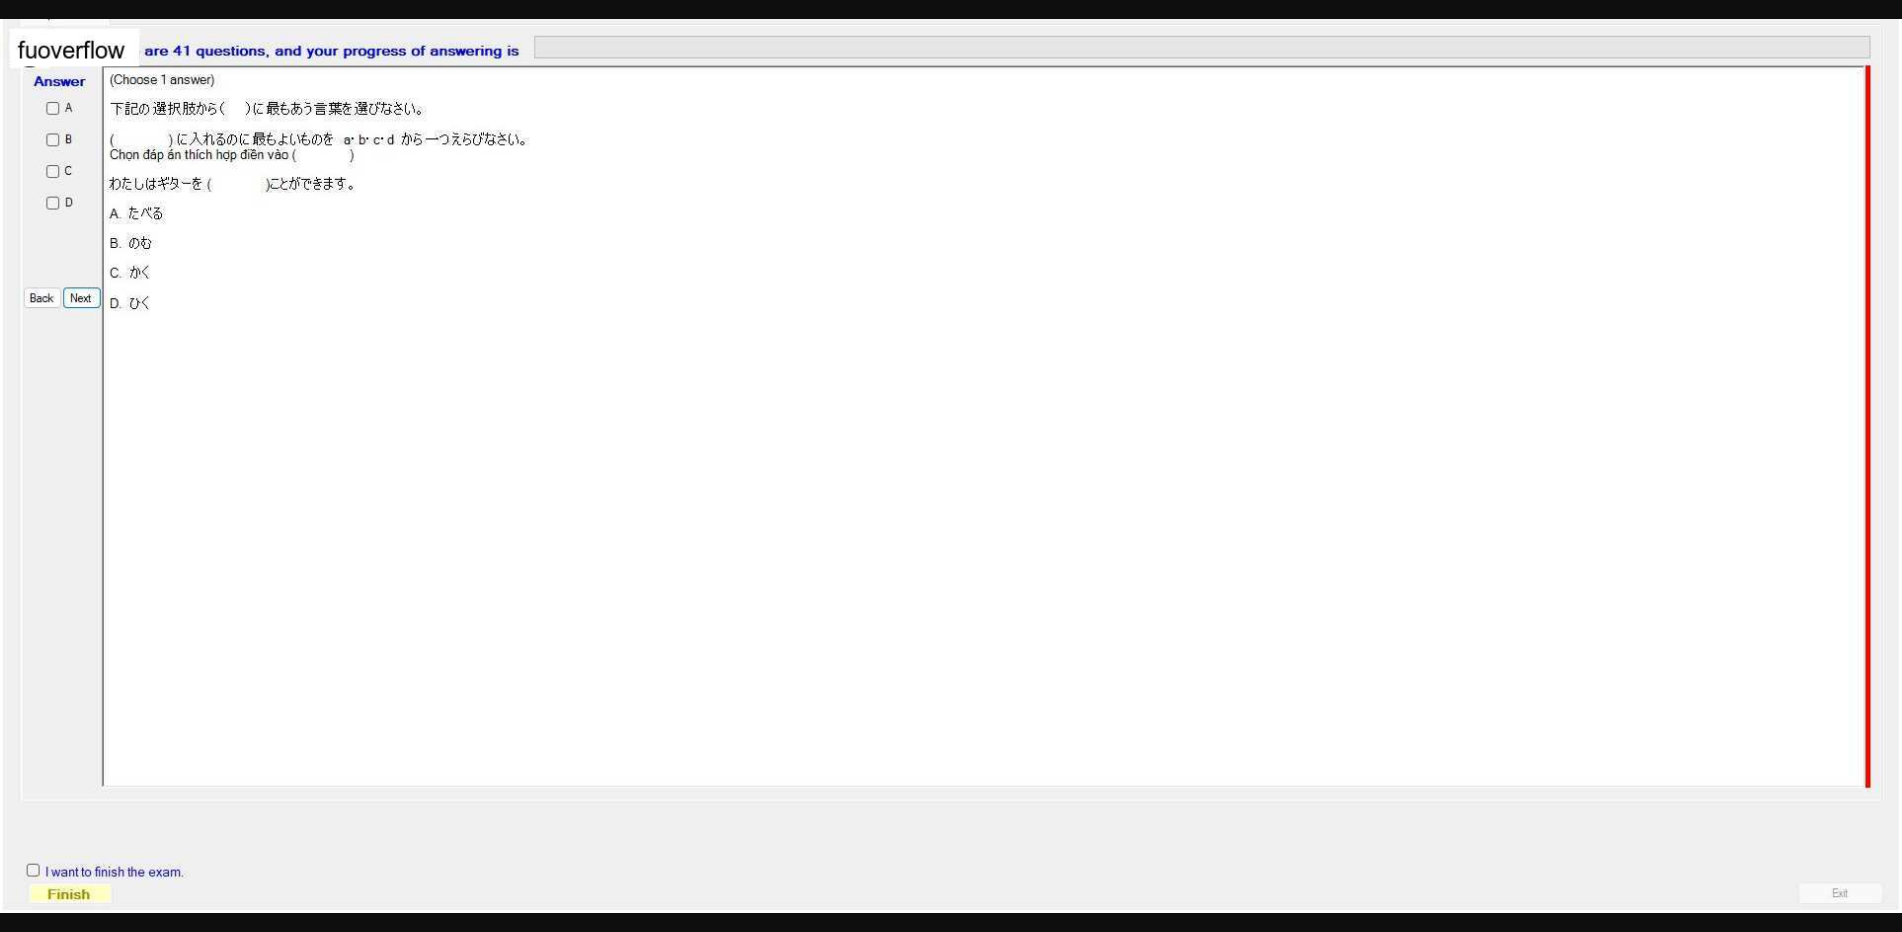 fuoverflow are 41 questions, and your progress of answering is
Answer
(Choose 1 answer)
A
下記の選択肢から(　)に最もあう言葉を選びなさい。
B
(　　　)に入れるのに最もよいものを a・b・c・d から一つえらびなさい。
Chọn đáp án thích hợp điền vào (　　　)
C
わたしはギターを (　　　)ことができます。
D
A. たべる
B. のむ
C. かく
Back Next
D. ひく
I want to finish the exam.
Finish
Exit